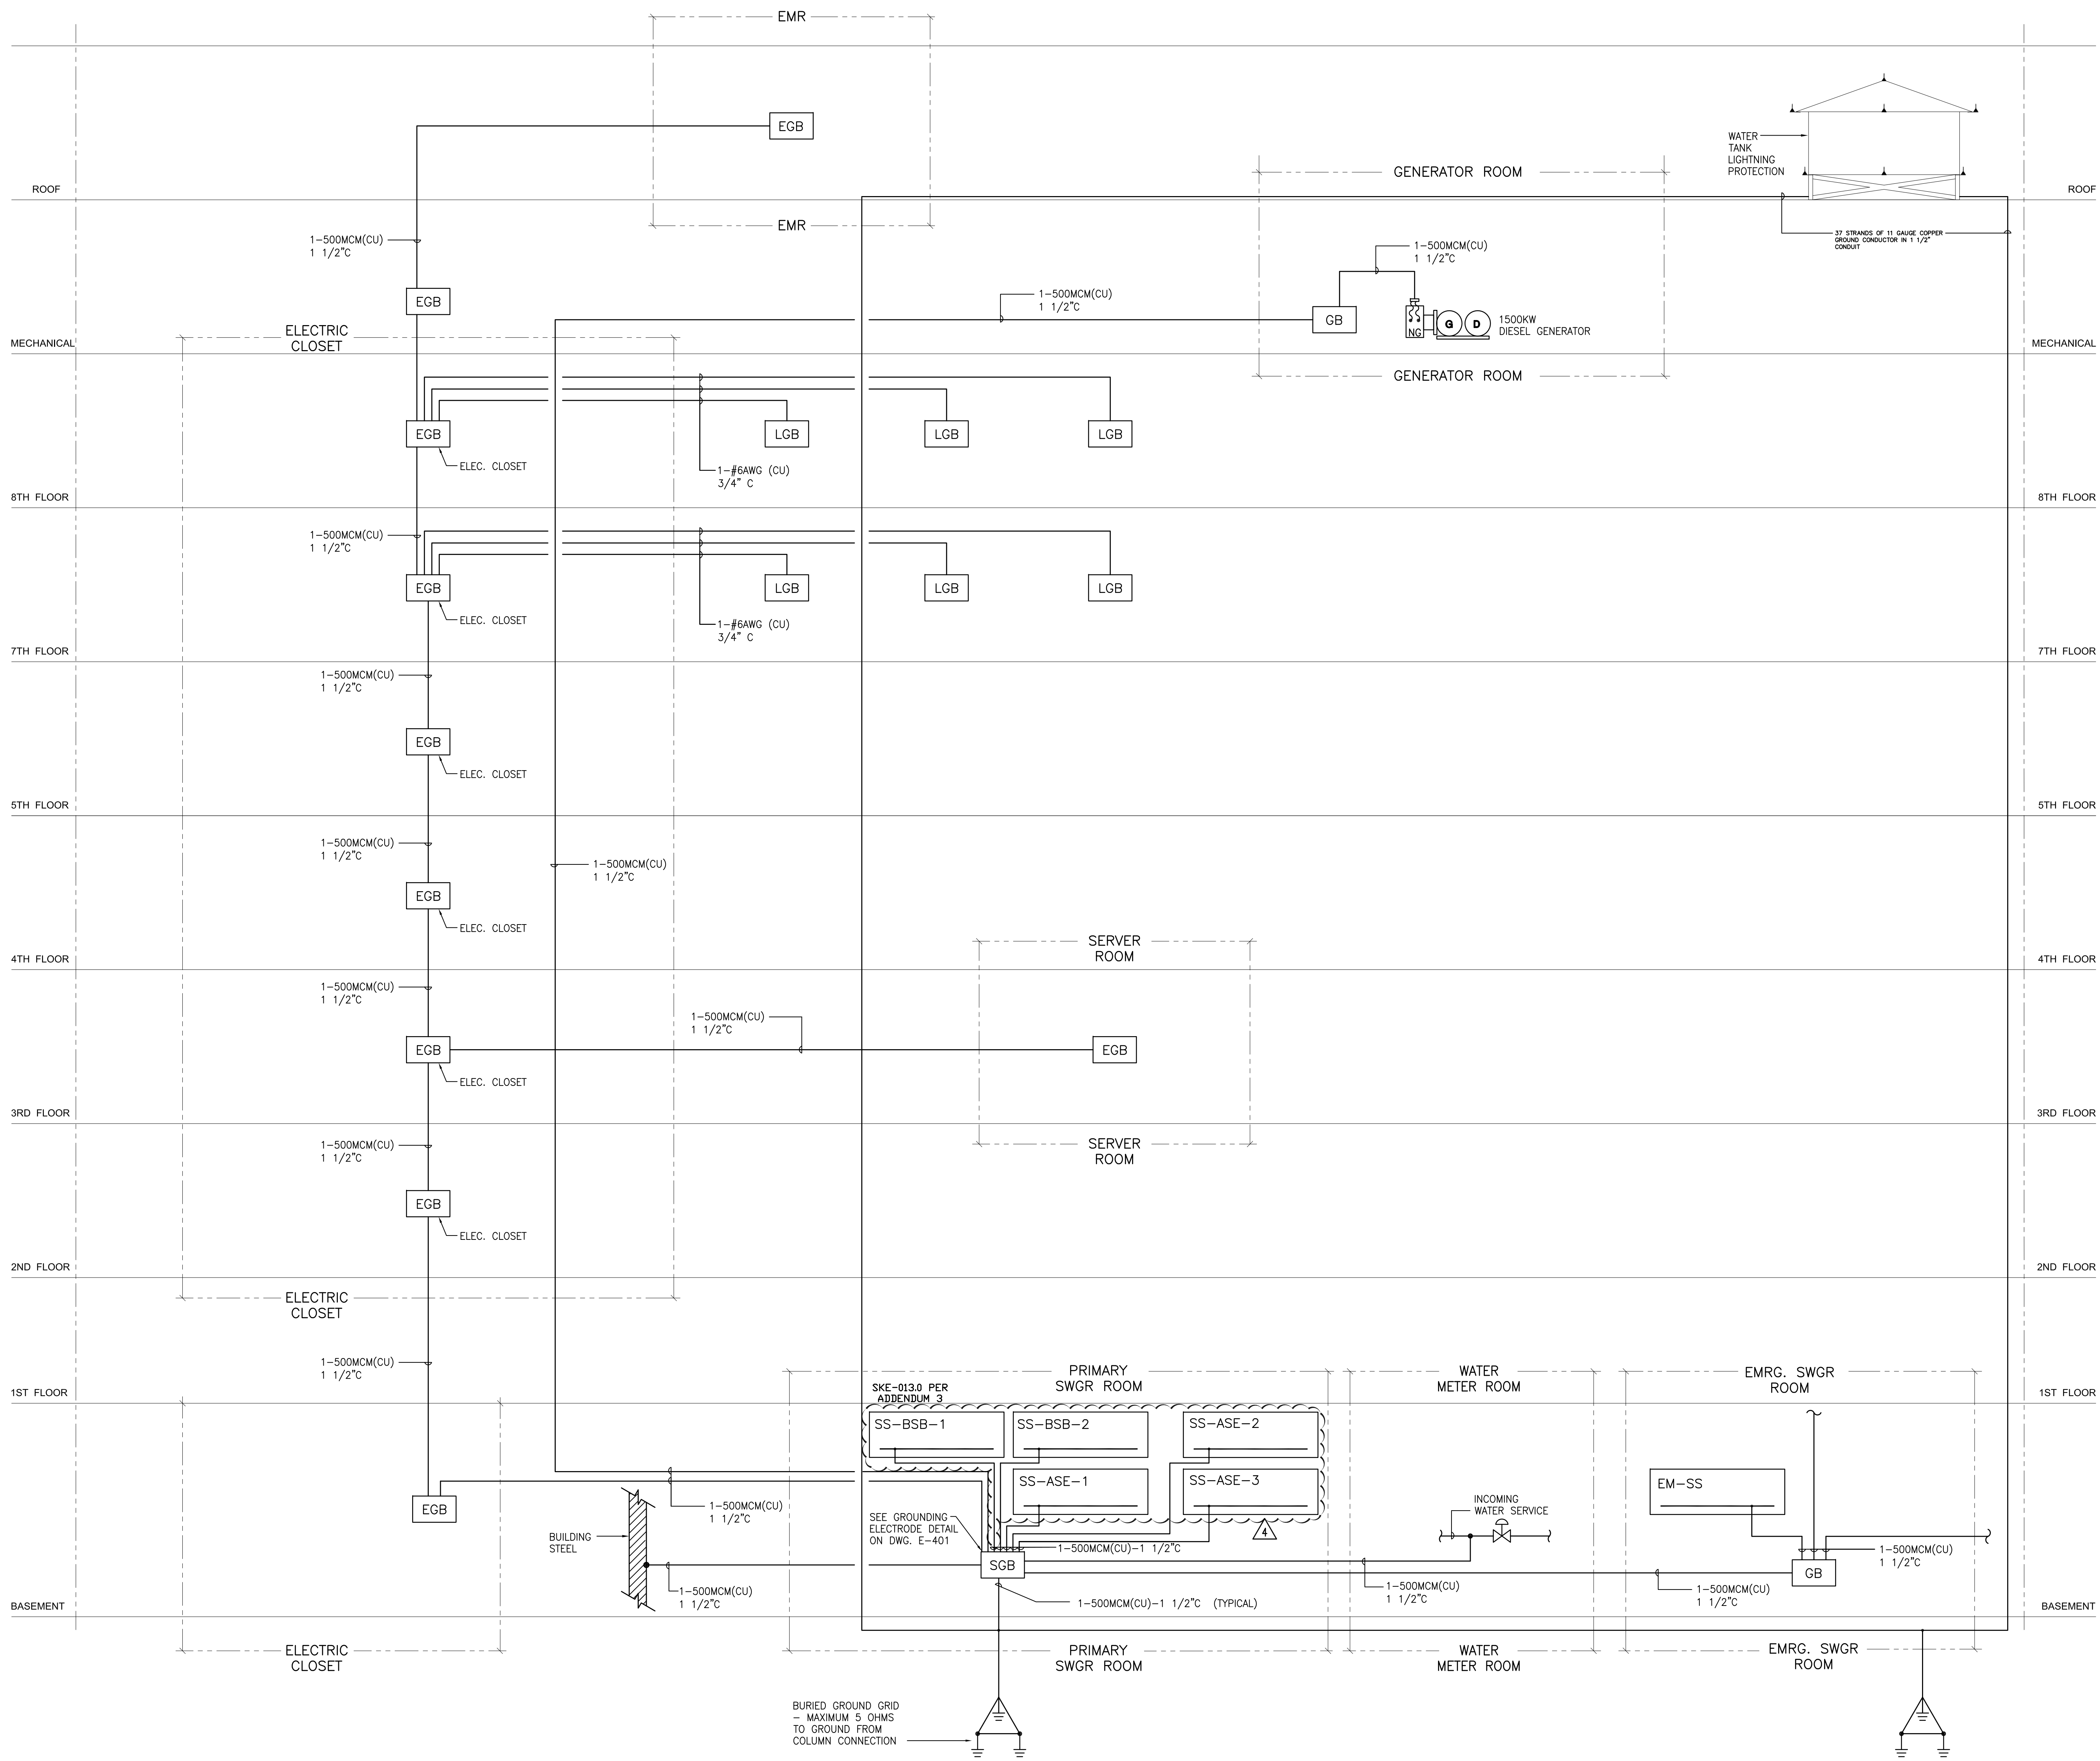 EMR
EGB
WATER
TANK
LIGHTNING
PROTECTION
GENERATOR ROOM
ROOF
ROOF
EMR
37 STRANDS OF 11 GAUGE COPPER
GROUND CONDUCTOR IN 1 1/2"
CONDUIT
1-500MCM(CU)
1 1/2"C
1-500MCM(CU)
1 1/2"C
EGB
1-500MCM(CU)
1 1/2"C
GB
NG
G
D
1500KW
DIESEL GENERATOR
ELECTRIC
CLOSET
MECHANICAL
MECHANICAL
GENERATOR ROOM
EGB
LGB
LGB
LGB
ELEC. CLOSET
1-#6AWG (CU)
3/4" C
8TH FLOOR
8TH FLOOR
1-500MCM(CU)
1 1/2"C
EGB
LGB
LGB
LGB
ELEC. CLOSET
1-#6AWG (CU)
3/4" C
7TH FLOOR
7TH FLOOR
1-500MCM(CU)
1 1/2"C
EGB
ELEC. CLOSET
5TH FLOOR
5TH FLOOR
1-500MCM(CU)
1 1/2"C
1-500MCM(CU)
1 1/2"C
EGB
ELEC. CLOSET
SERVER
ROOM
4TH FLOOR
4TH FLOOR
1-500MCM(CU)
1 1/2"C
1-500MCM(CU)
1 1/2"C
EGB
EGB
ELEC. CLOSET
3RD FLOOR
3RD FLOOR
1-500MCM(CU)
1 1/2"C
SERVER
ROOM
EGB
ELEC. CLOSET
2ND FLOOR
2ND FLOOR
ELECTRIC
CLOSET
1-500MCM(CU)
1 1/2"C
PRIMARY
SWGR ROOM
WATER
METER ROOM
EMRG. SWGR
ROOM
1ST FLOOR
1ST FLOOR
SKE-013.0 PER
ADDENDUM 3
SS-BSB-1
SS-BSB-2
SS-ASE-2
SS-ASE-1
SS-ASE-3
EM-SS
EGB
1-500MCM(CU)
1 1/2"C
INCOMING
WATER SERVICE
BUILDING
STEEL
SEE GROUNDING
ELECTRODE DETAIL
ON DWG. E-401
4
1-500MCM(CU)-1 1/2"C
1-500MCM(CU)
1 1/2"C
SGB
GB
1-500MCM(CU)
1 1/2"C
1-500MCM(CU)
1 1/2"C
1-500MCM(CU)
1 1/2"C
1-500MCM(CU)-1 1/2"C (TYPICAL)
BASEMENT
BASEMENT
ELECTRIC
CLOSET
PRIMARY
SWGR ROOM
WATER
METER ROOM
EMRG. SWGR
ROOM
BURIED GROUND GRID
- MAXIMUM 5 OHMS
TO GROUND FROM
COLUMN CONNECTION